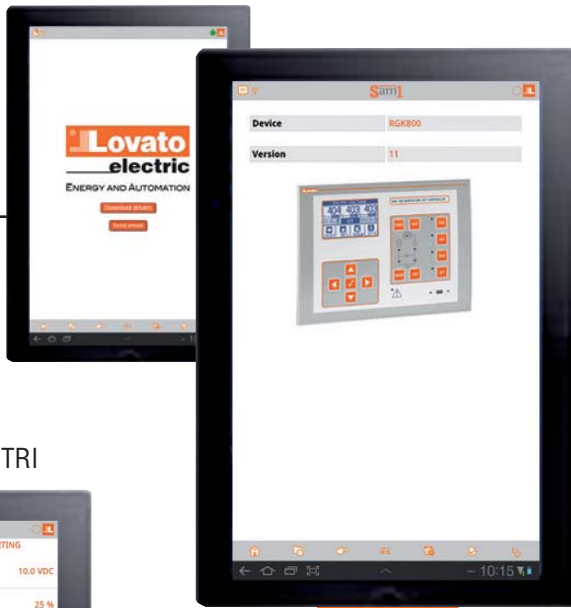 Lovato
electric
ENERGY AND AUTOMATION
Download drivers
Send email
Sam1
Device RGK800
Version 11
10:15
TRI
TING
10.0 VDC
25 %